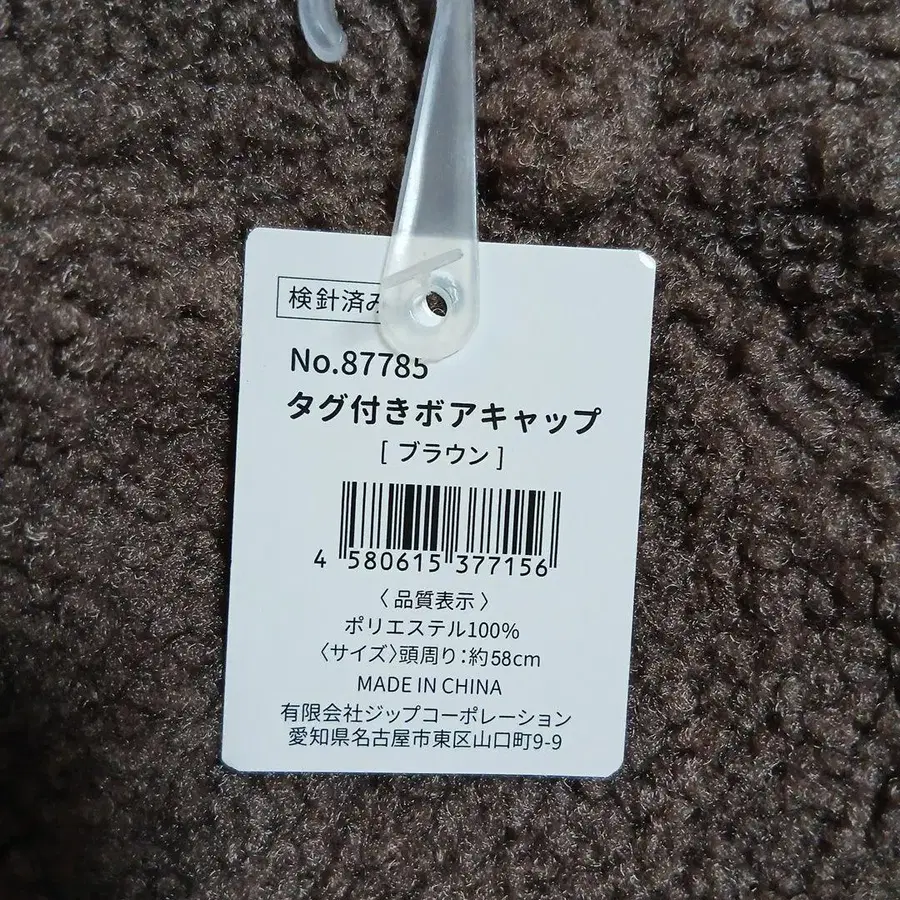 検針済み
No.87785
タグ付きボアキャップ
[ ブラウン ]
4 580615 377156
〈 品質表示 〉
ポリエステル100%
〈サイズ〉頭周り：約58cm
MADE IN CHINA
有限会社ジップコーポレーション
愛知県名古屋市東区山口町9-9